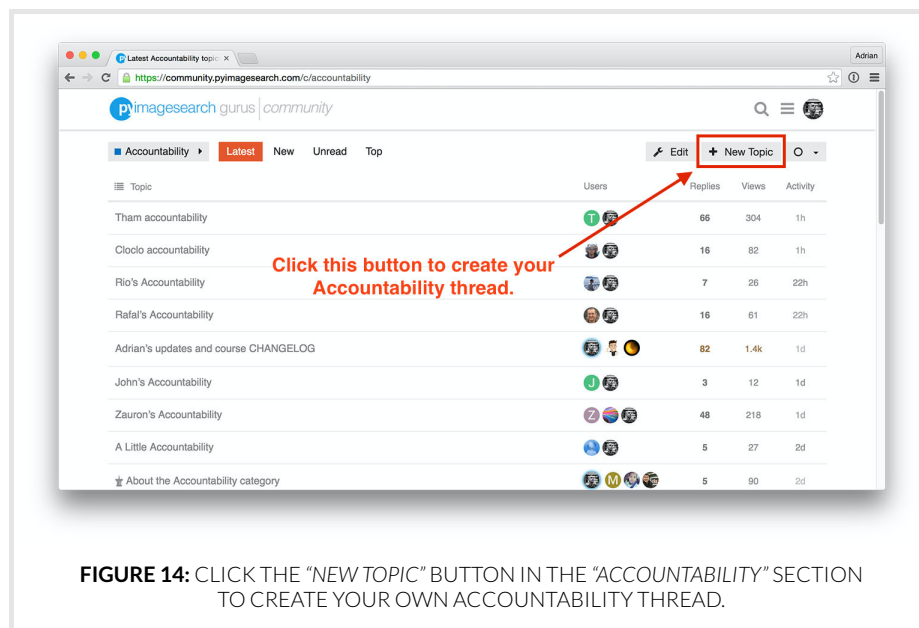 Latest Accountability topic
Adrian
https://community.pyimagesearch.com/c/accountability
pyimagesearch gurus community
Accountability Latest New Unread Top Edit New Topic
Topic Users Replies Views Activity
Tham accountability T 66 304 1h
Cloclo accountability 16 82 1h
Click this button to create your
Accountability thread.
Rio's Accountability 7 26 22h
Rafal's Accountability 16 61 22h
Adrian's updates and course CHANGELOG 82 1.4k 1d
John's Accountability J 3 12 1d
Zauron's Accountability Z 48 218 1d
A Little Accountability 5 27 2d
About the Accountability category M 5 90 2d
FIGURE 14: CLICK THE “NEW TOPIC” BUTTON IN THE “ACCOUNTABILITY” SECTION
TO CREATE YOUR OWN ACCOUNTABILITY THREAD.